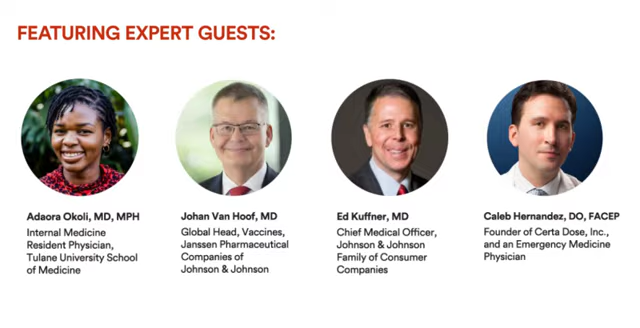 FEATURING EXPERT GUESTS:
Adaora Okoli, MD, MPH
Internal Medicine
Resident Physician,
Tulane University School
of Medicine
Johan Van Hoof, MD
Global Head, Vaccines,
Janssen Pharmaceutical
Companies of
Johnson & Johnson
Ed Kuffner, MD
Chief Medical Officer,
Johnson & Johnson
Family of Consumer
Companies
Caleb Hernandez, DO, FACEP
Founder of Certa Dose, Inc.,
and an Emergency Medicine
Physician